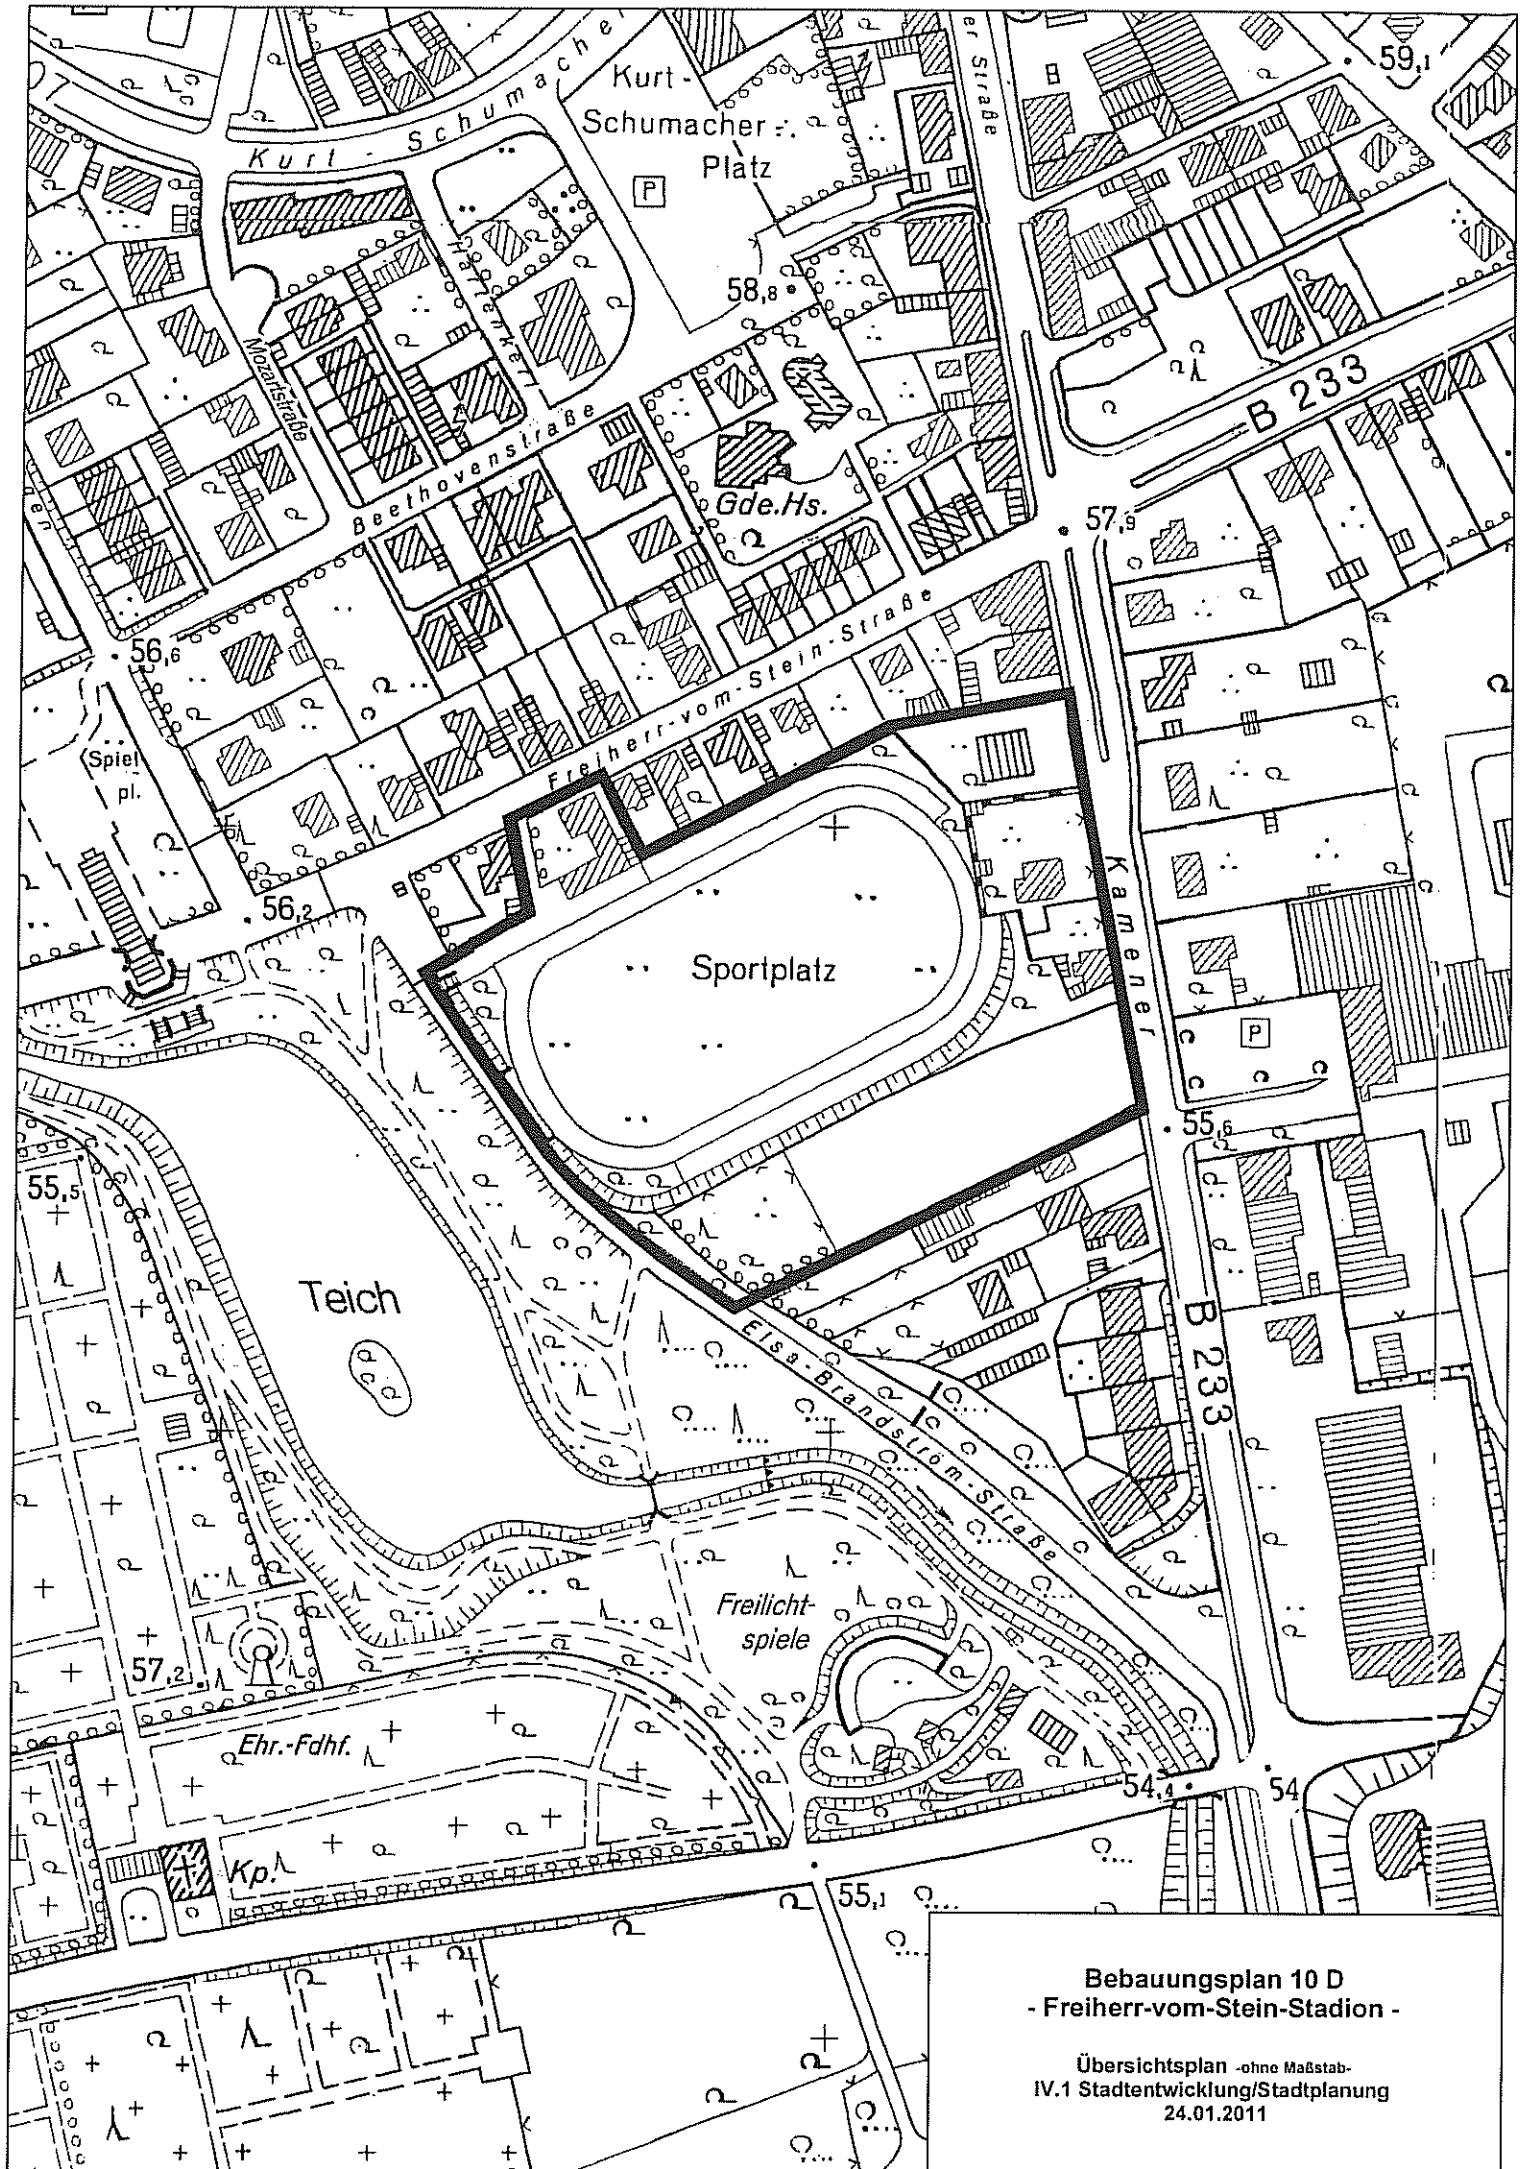 Kurt - Schumacher
er Straße
59,1
Kurt -
Schumacher -
Platz
P
Hartenkert
58,8
Mozartstraße
B 233
Beethovenstraße
Gde.Hs.
57,9
56,6
Freiherr-vom-Stein-Straße
Spiel
pl.
56,2
Kamener
Sportplatz
P
55,6
55,5
Teich
Elsa-Brandström-Straße
B 233
Freilicht-
spiele
57,2
Ehr.-Fdhf.
54,4
54
Kp.
55,1
Bebauungsplan 10 D
- Freiherr-vom-Stein-Stadion -
Übersichtsplan -ohne Maßstab-
IV.1 Stadtentwicklung/Stadtplanung
24.01.2011